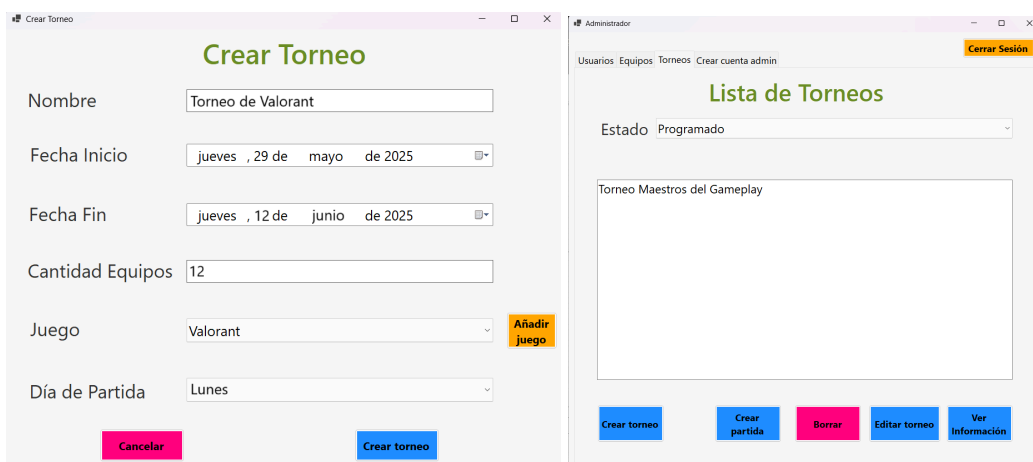 Crear Torneo
Crear Torneo
Nombre
Torneo de Valorant
Fecha Inicio
jueves , 29 de mayo de 2025
Fecha Fin
jueves , 12 de junio de 2025
Cantidad Equipos
12
Juego
Valorant
Añadir
juego
Día de Partida
Lunes
Cancelar
Crear torneo
Administrador
Cerrar Sesión
Usuarios Equipos Torneos Crear cuenta admin
Lista de Torneos
Estado
Programado
Torneo Maestros del Gameplay
Crear torneo
Crear
partida
Borrar
Editar torneo
Ver
Información